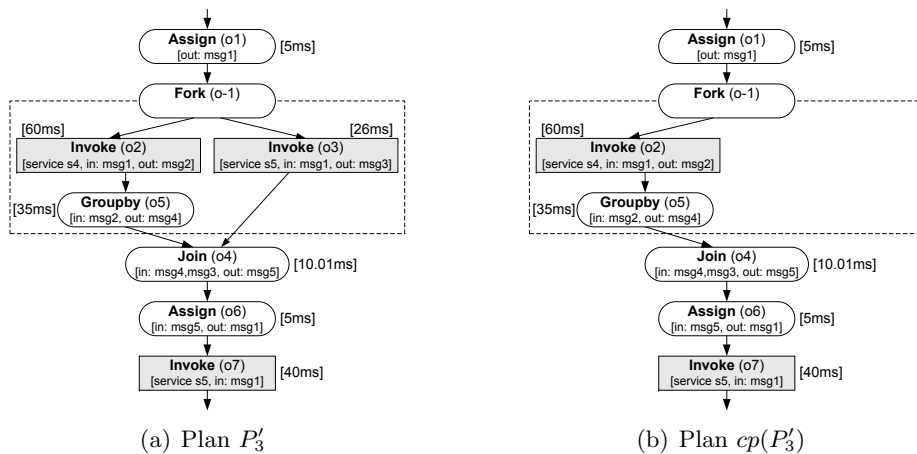 Assign (o1)
[out: msg1]
[5ms]
Fork (o-1)
[60ms]
[26ms]
Invoke (o2)
[service s4, in: msg1, out: msg2]
Invoke (o3)
[service s5, in: msg1, out: msg3]
[35ms]
Groupby (o5)
[in: msg2, out: msg4]
Join (o4)
[in: msg4,msg3, out: msg5]
[10.01ms]
Assign (o6)
[in: msg5, out: msg1]
[5ms]
Invoke (o7)
[service s5, in: msg1]
[40ms]
(a) Plan P₃′
Assign (o1)
[out: msg1]
[5ms]
Fork (o-1)
[60ms]
Invoke (o2)
[service s4, in: msg1, out: msg2]
[35ms]
Groupby (o5)
[in: msg2, out: msg4]
Join (o4)
[in: msg4,msg3, out: msg5]
[10.01ms]
Assign (o6)
[in: msg5, out: msg1]
[5ms]
Invoke (o7)
[service s5, in: msg1]
[40ms]
(b) Plan cp(P₃′)